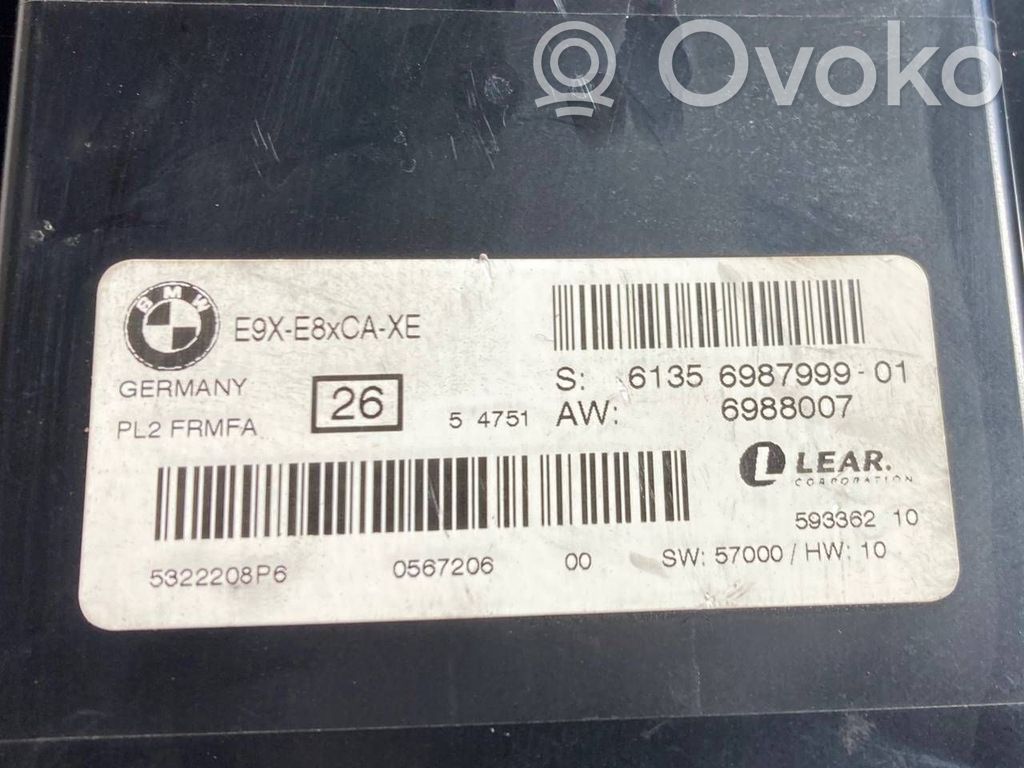 Ovoko
BMW
E9X-E8xCA-XE
GERMANY
PL2 FRMFA
26
5 4751
S: 6135 6987999-01
AW: 6988007
LEAR.
CORPORATION
593362 10
5322208P6 0567206 00 SW: 57000 / HW: 10